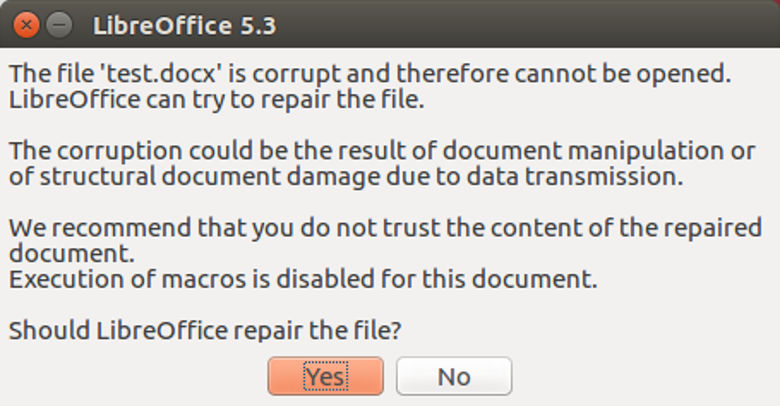 LibreOffice 5.3
The file 'test.docx' is corrupt and therefore cannot be opened.
LibreOffice can try to repair the file.
The corruption could be the result of document manipulation or
of structural document damage due to data transmission.
We recommend that you do not trust the content of the repaired
document.
Execution of macros is disabled for this document.
Should LibreOffice repair the file?
Yes No